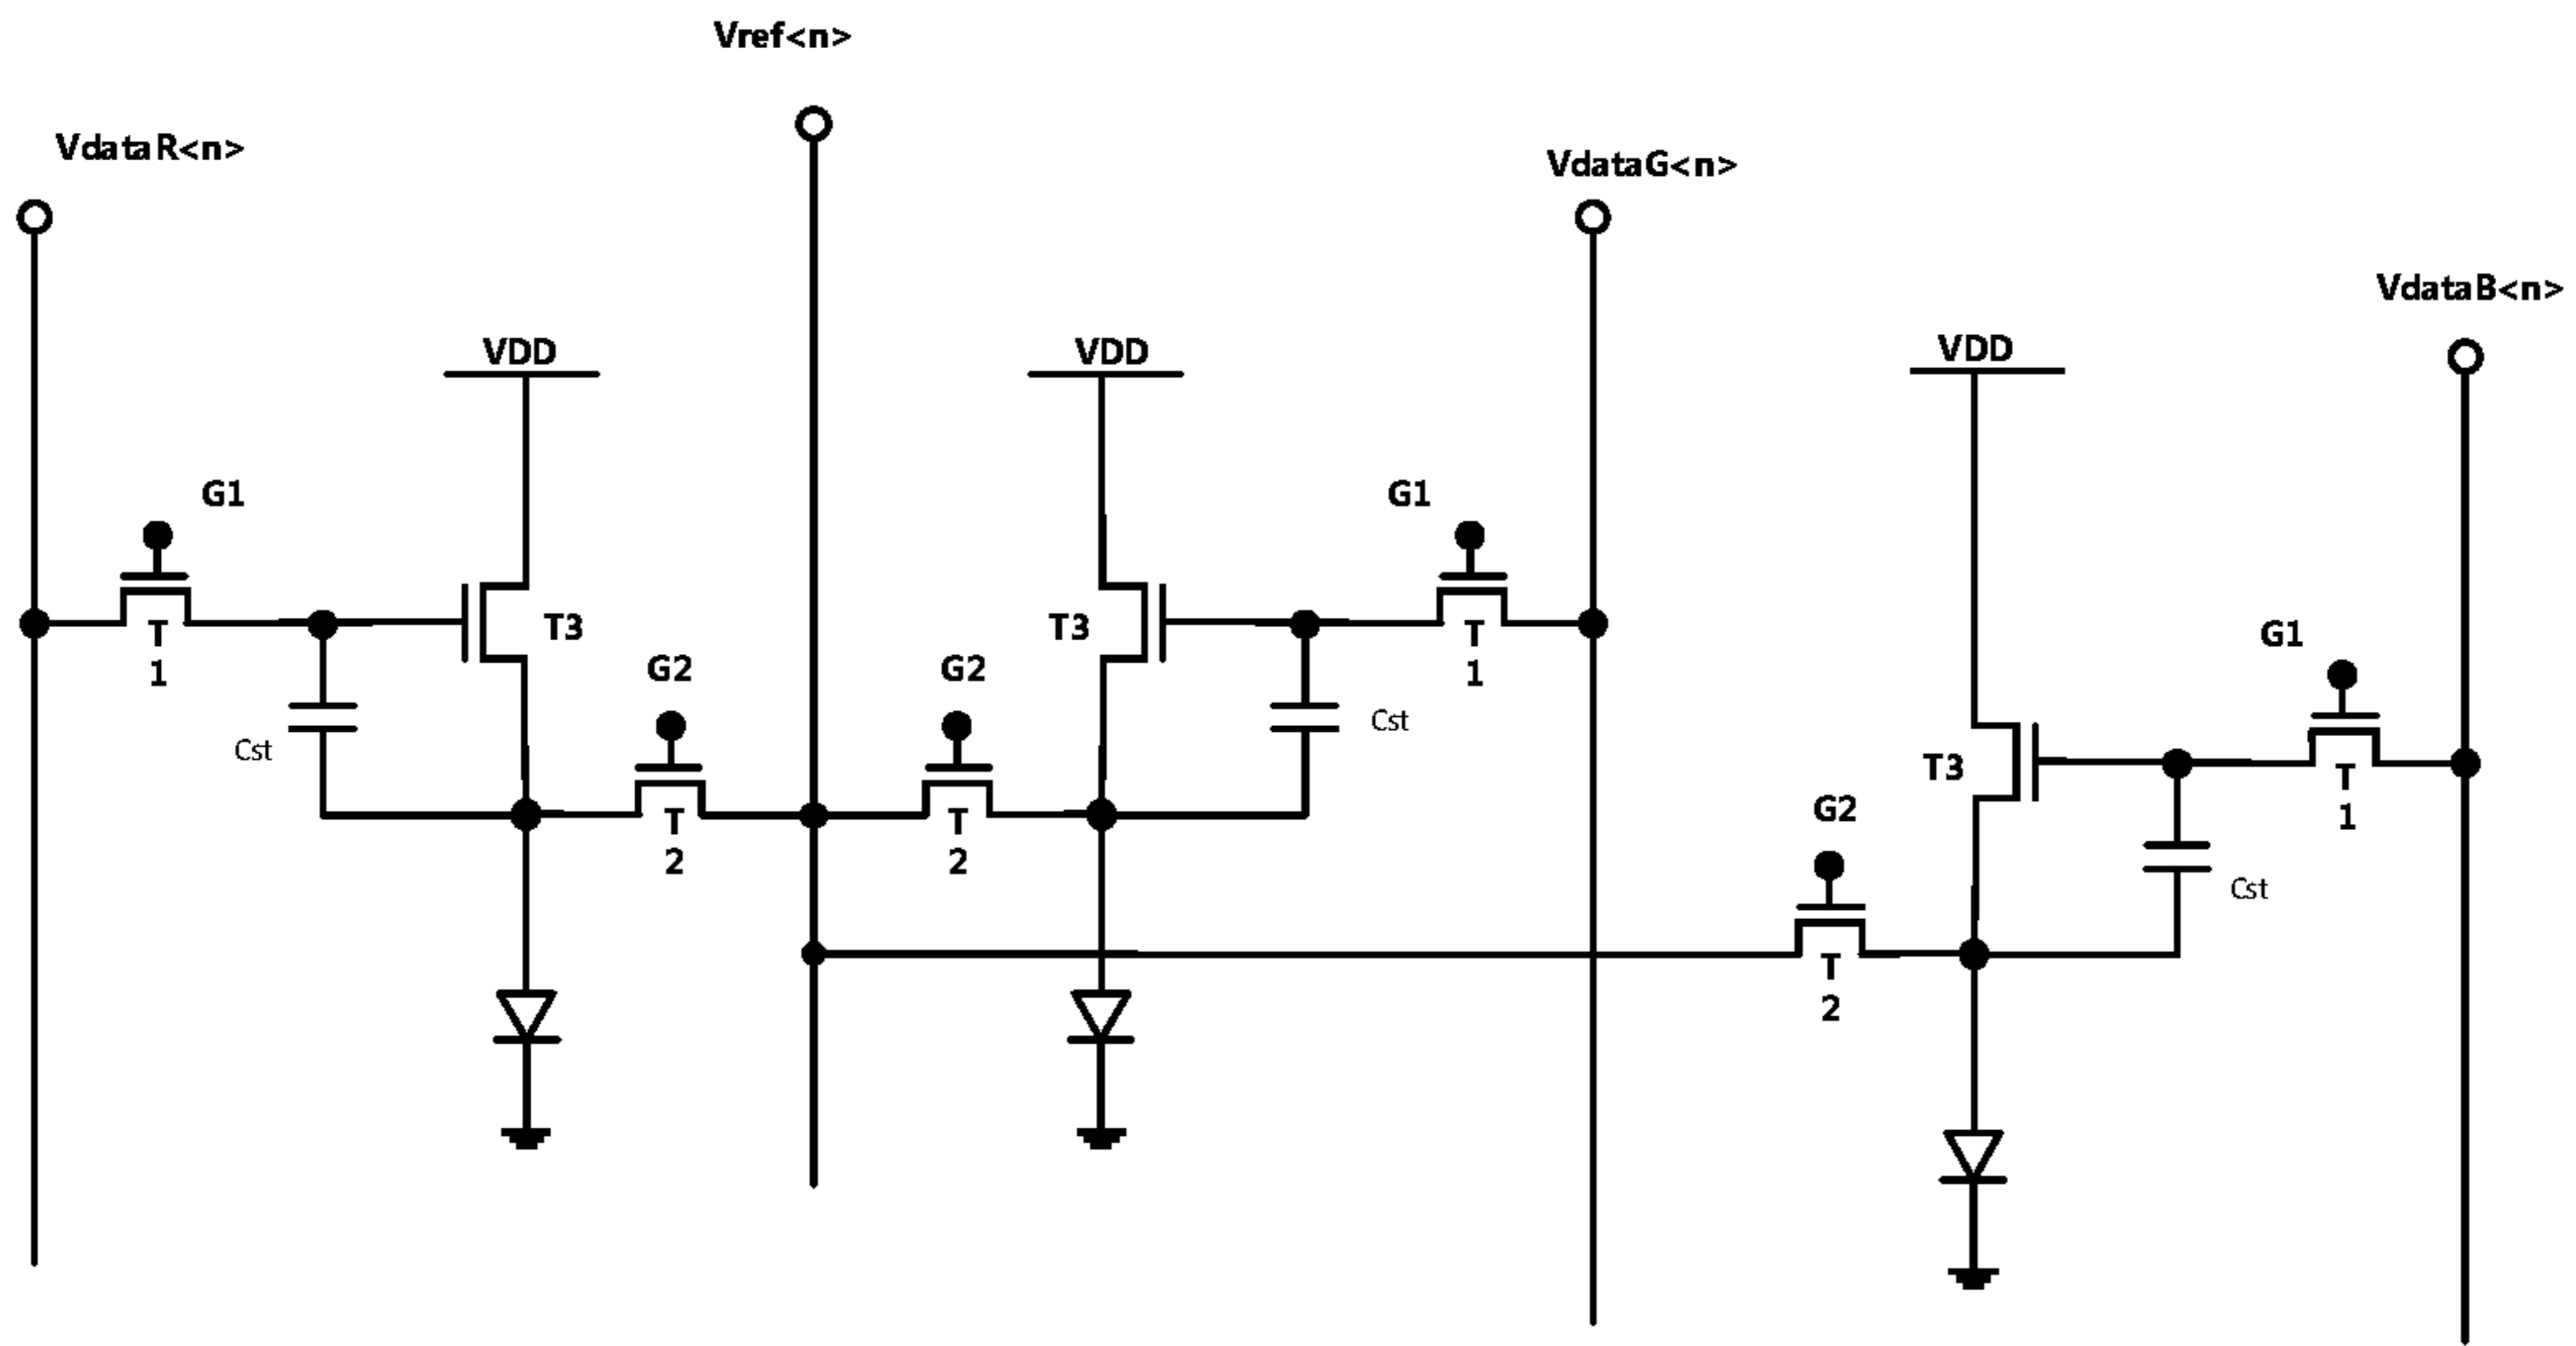 Vref<n>
VdataR<n>
VdataG<n>
VdataB<n>
VDD
VDD
VDD
G1
G1
T3
T
1
G2
G2
T3
T
1
G1
Cst
Cst
T3
T
1
G2
T
2
T
2
Cst
T
2